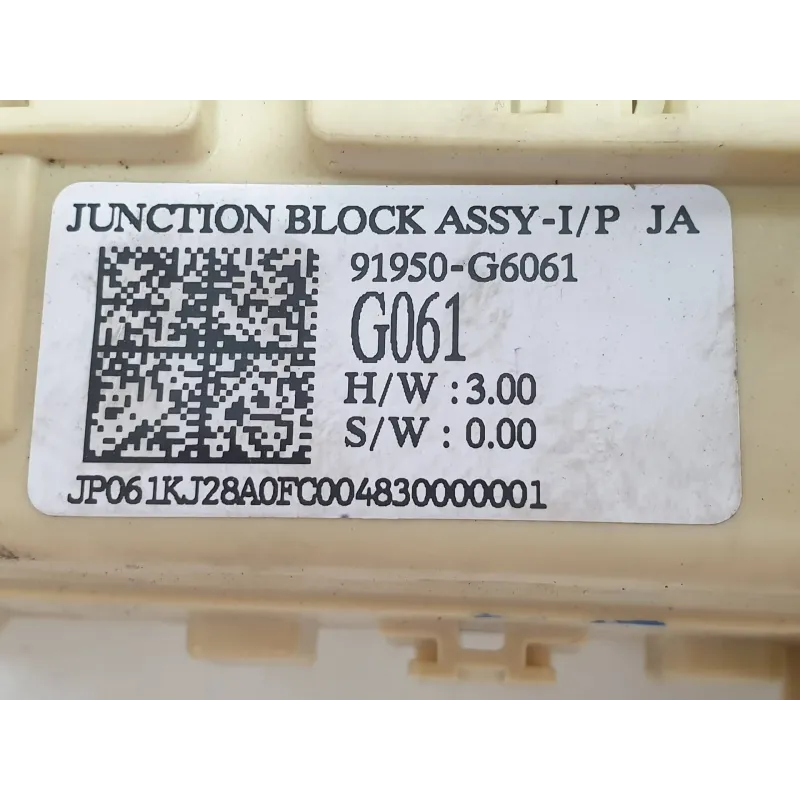 JUNCTION BLOCK ASSY-I/P JA
91950-G6061
G061
H/W : 3.00
S/W : 0.00
JP061KJ28A0FC004830000001